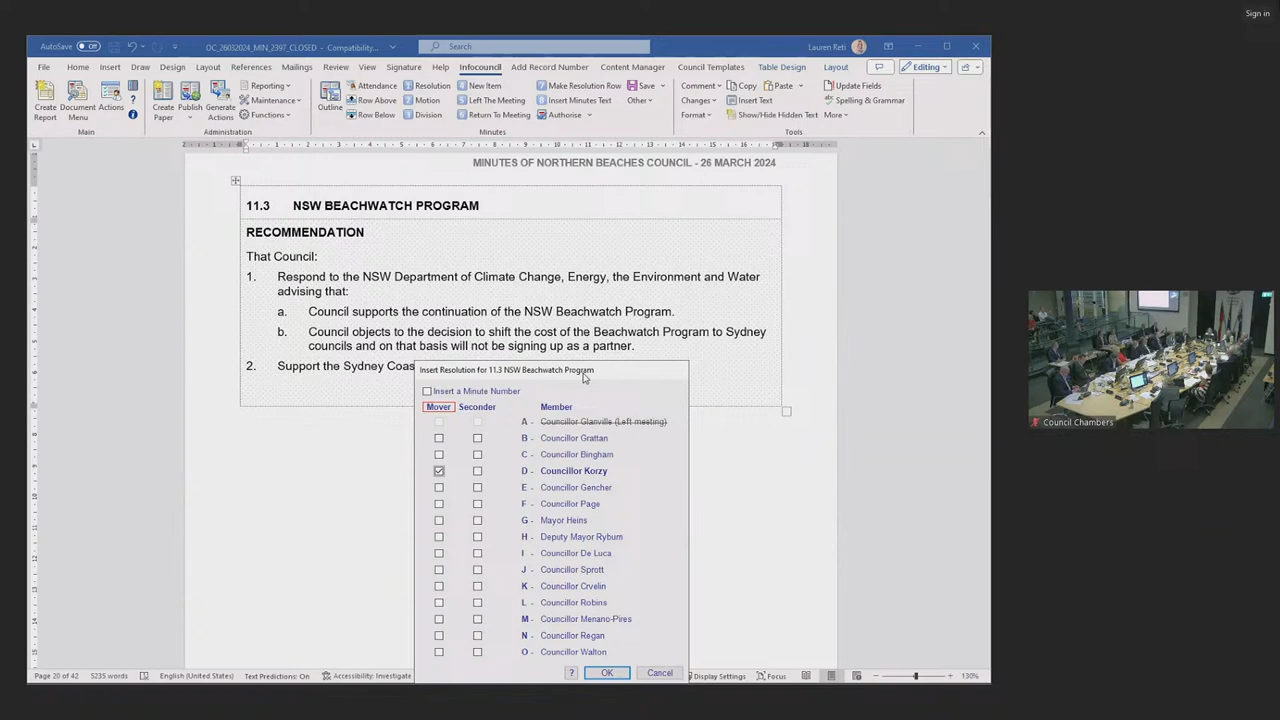 Sign in
AutoSave Off
OC_26032024_MIN_2397_CLOSED - Compatibility...
Search
Lauren Reti
File Home Insert Draw Design Layout References Mailings Review View Signature Help Infocouncil Add Record Number Content Manager Council Templates Table Design Layout Editing
Create Report
Document Menu
Actions
Main
Create Paper
Update Papers
Generate Actions
Reporting
Maintenance
Functions
Administration
Outline
Attendance
Row Above
Row Below
Resolution
Motion
Division
New Item
Left The Meeting
Return To Meeting
Make Resolution Row
Insert Minutes Text
Authorise
Save
Other
Minutes
Comment
Changes
Format
Copy
Paste
Insert Text
Show/Hide Hidden Text
Update Fields
Spelling & Grammar
More
Tools
MINUTES OF NORTHERN BEACHES COUNCIL - 26 MARCH 2024
11.3 NSW BEACHWATCH PROGRAM
RECOMMENDATION
That Council:
1. Respond to the NSW Department of Climate Change, Energy, the Environment and Water
advising that:
a. Council supports the continuation of the NSW Beachwatch Program.
b. Council objects to the decision to shift the cost of the Beachwatch Program to Sydney
councils and on that basis will not be signing up as a partner.
2. Support the Sydney Coas
Insert Resolution for 11.3 NSW Beachwatch Program
Insert a Minute Number
Mover Seconder Member
A - Councillor Glanville (Left meeting)
B - Councillor Grattan
C - Councillor Bingham
D - Councillor Korzy
E - Councillor Gencher
F - Councillor Page
G - Mayor Heins
H - Deputy Mayor Rybum
I - Councillor De Luca
J - Councillor Sprott
K - Councillor Crvelin
L - Councillor Robins
M - Councillor Menano-Pires
N - Councillor Regan
O - Councillor Walton
? OK Cancel
Council Chambers
Page 20 of 42 5235 words English (United States) Text Predictions: On Accessibility: Investigate Display Settings Focus 130%